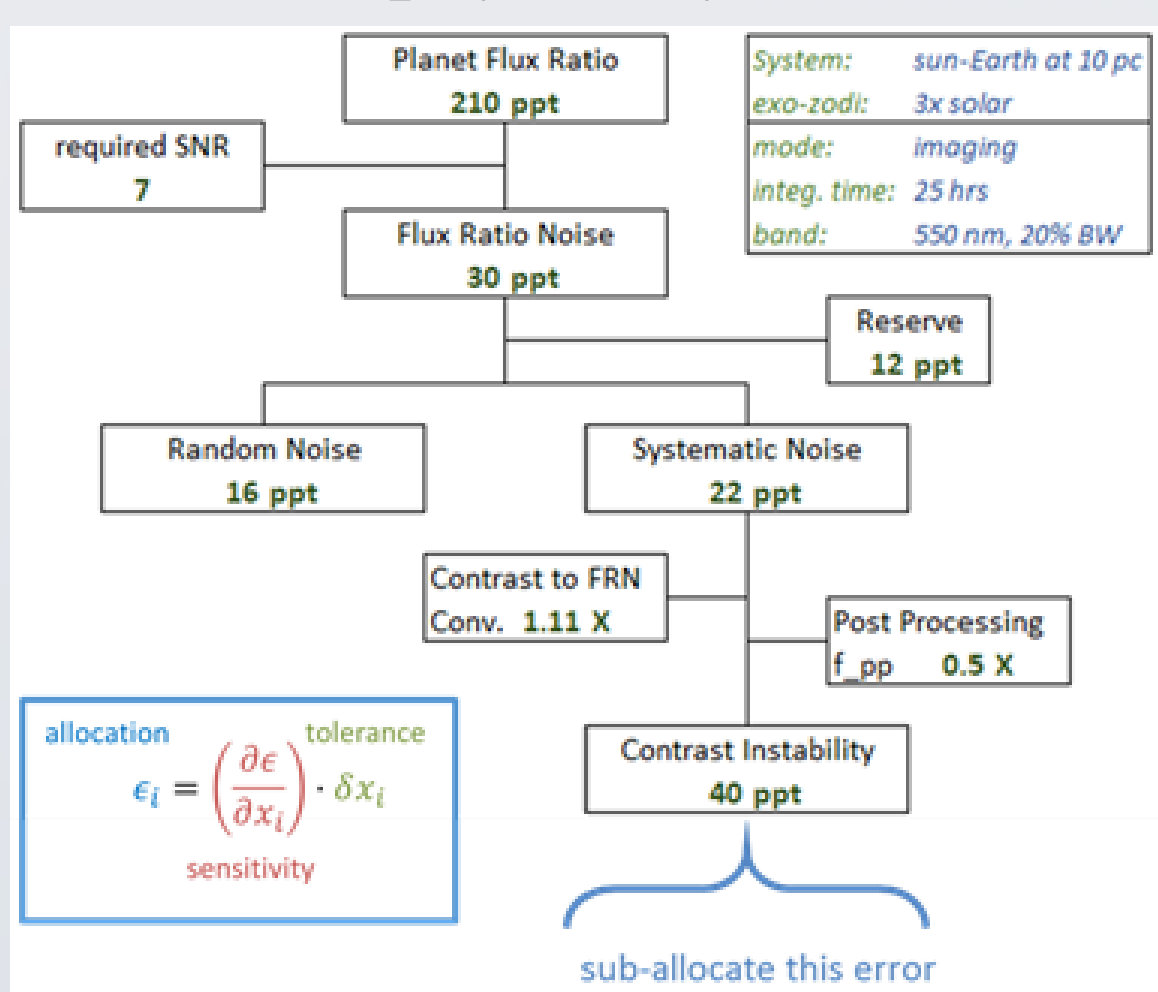 Planet Flux Ratio
210 ppt
System: sun-Earth at 10 pc
exo-zodi: 3x solar
mode: imaging
integ. time: 25 hrs
band: 550 nm, 20% BW
required SNR
7
Flux Ratio Noise
30 ppt
Reserve
12 ppt
Random Noise
16 ppt
Systematic Noise
22 ppt
Contrast to FRN
Conv. 1.11 X
Post Processing
f_pp 0.5 X
Contrast Instability
40 ppt
allocation tolerance
ϵᵢ = (∂ϵ/∂xᵢ) · δxᵢ
sensitivity
sub-allocate this error